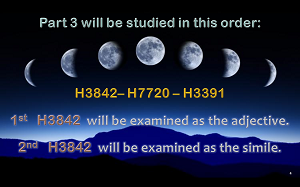 Part 3 will be studied in this order:
H3842– H7720 – H3391
1st H3842 will be examined as the adjective.
2nd H3842 will be examined as the simile.